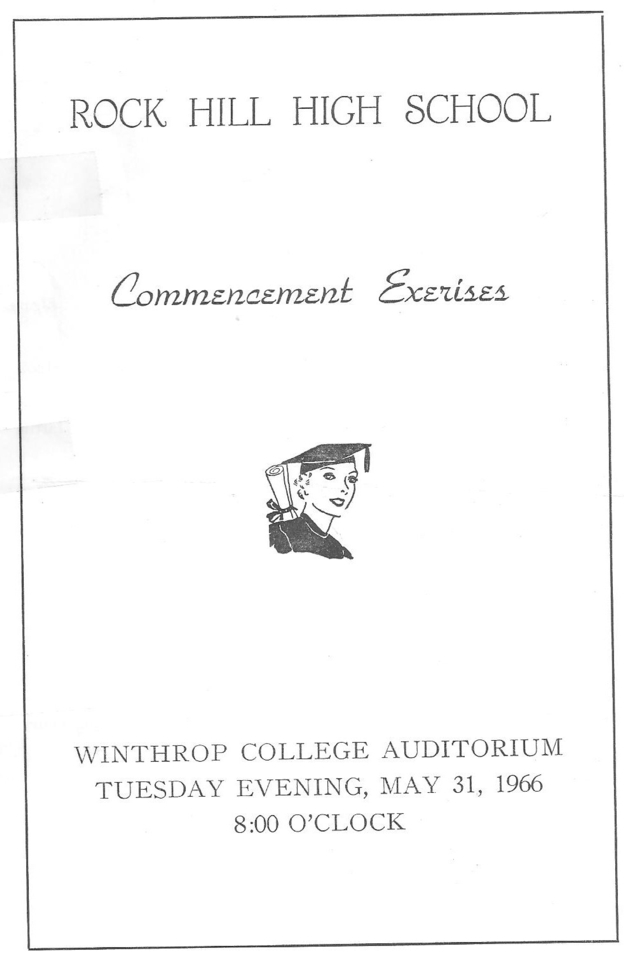 ROCK HILL HIGH SCHOOL
Commencement Exerises
WINTHROP COLLEGE AUDITORIUM
TUESDAY EVENING, MAY 31, 1966
8:00 O'CLOCK